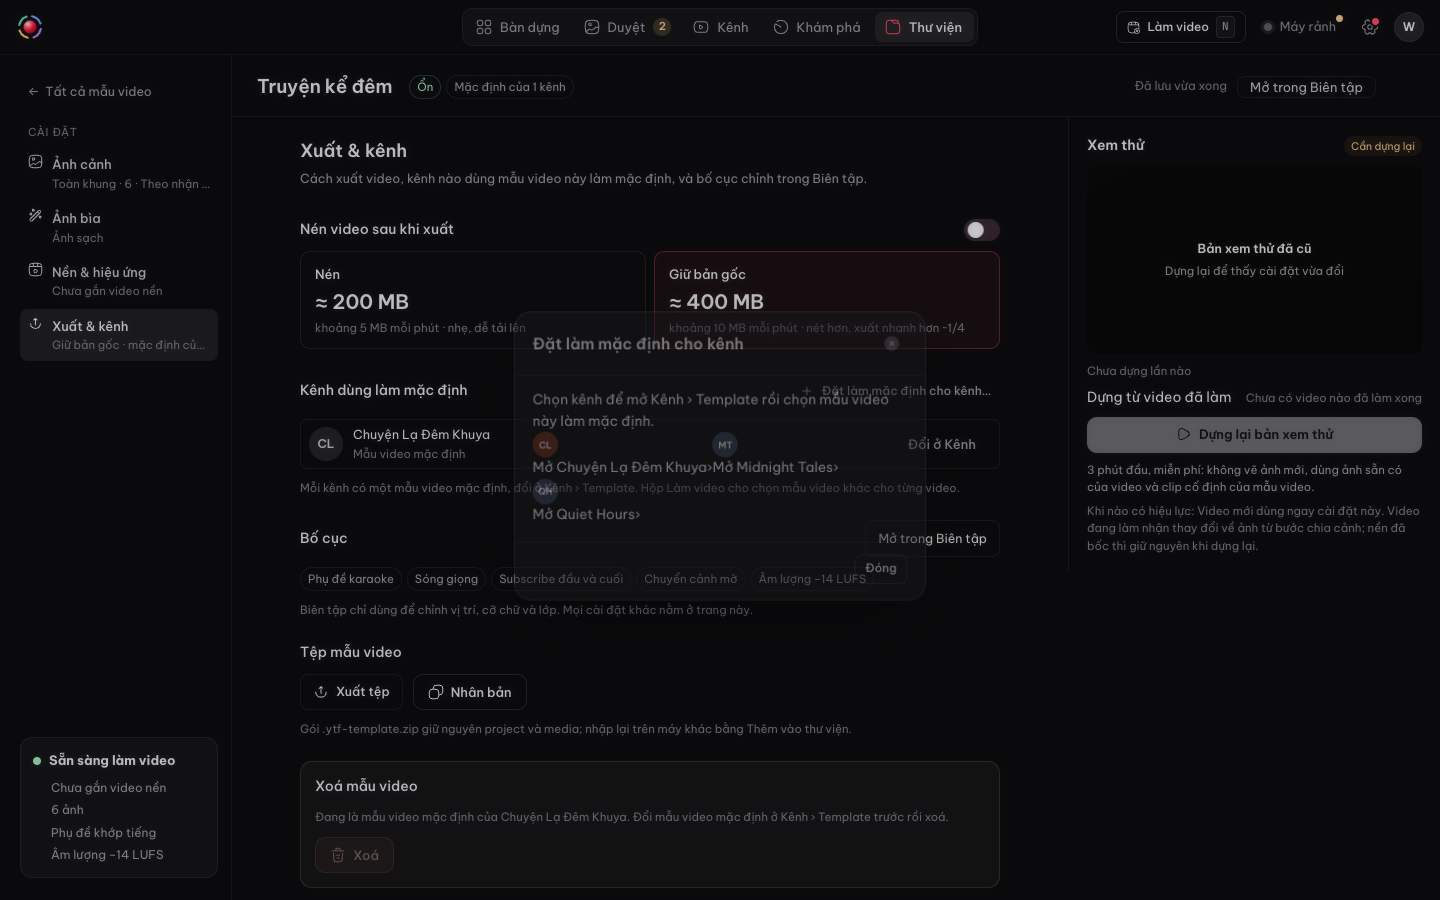 Bàn dựng
Duyệt 2
Kênh
Khám phá
Thư viện
Làm video N
Máy rảnh
W
← Tất cả mẫu video
CÀI ĐẶT
Ảnh cảnh
Toàn khung · 6 · Theo nhận ...
Ảnh bìa
Ảnh sạch
Nền & hiệu ứng
Chưa gắn video nền
Xuất & kênh
Giữ bản gốc · mặc định củ...
Sẵn sàng làm video
Chưa gắn video nền
6 ảnh
Phụ đề khớp tiếng
Âm lượng -14 LUFS
Truyện kể đêm
Ổn
Mặc định của 1 kênh
Đã lưu vừa xong
Mở trong Biên tập
Xuất & kênh
Cách xuất video, kênh nào dùng mẫu video này làm mặc định, và bố cục chỉnh trong Biên tập.
Nén video sau khi xuất
Nén
≈ 200 MB
khoảng 5 MB mỗi phút · nhẹ, dễ tải lên
Giữ bản gốc
≈ 400 MB
khoảng 10 MB mỗi phút · nét hơn, xuất nhanh hơn ~1/4
Kênh dùng làm mặc định
+ Đặt làm mặc định cho kênh...
CL
Chuyện Lạ Đêm Khuya
Mẫu video mặc định
Đổi ở Kênh
Mỗi kênh có một mẫu video mặc định, đổi ở Kênh › Template. Hộp Làm video cho chọn mẫu video khác cho từng video.
Bố cục
Mở trong Biên tập
Phụ đề karaoke
Sóng giọng
Subscribe đầu và cuối
Chuyển cảnh mờ
Âm lượng -14 LUFS
Biên tập chỉ dùng để chỉnh vị trí, cỡ chữ và lớp. Mọi cài đặt khác nằm ở trang này.
Tệp mẫu video
Xuất tệp
Nhân bản
Gói .ytf-template.zip giữ nguyên project và media; nhập lại trên máy khác bằng Thêm vào thư viện.
Xoá mẫu video
Đang là mẫu video mặc định của Chuyện Lạ Đêm Khuya. Đổi mẫu video mặc định ở Kênh › Template trước rồi xoá.
Xoá
Đặt làm mặc định cho kênh
Chọn kênh để mở Kênh › Template rồi chọn mẫu video
này làm mặc định.
CL
Mở Chuyện Lạ Đêm Khuya›
MT
Mở Midnight Tales›
QH
Mở Quiet Hours›
Đóng
Xem thử
Cần dựng lại
Bản xem thử đã cũ
Dựng lại để thấy cài đặt vừa đổi
Chưa dựng lần nào
Dựng từ video đã làm
Chưa có video nào đã làm xong
Dựng lại bản xem thử
3 phút đầu, miễn phí: không vẽ ảnh mới, dùng ảnh sẵn có
của video và clip cố định của mẫu video.
Khi nào có hiệu lực: Video mới dùng ngay cài đặt này. Video
đang làm nhận thay đổi về ảnh từ bước chia cảnh; nền đã
bốc thì giữ nguyên khi dựng lại.